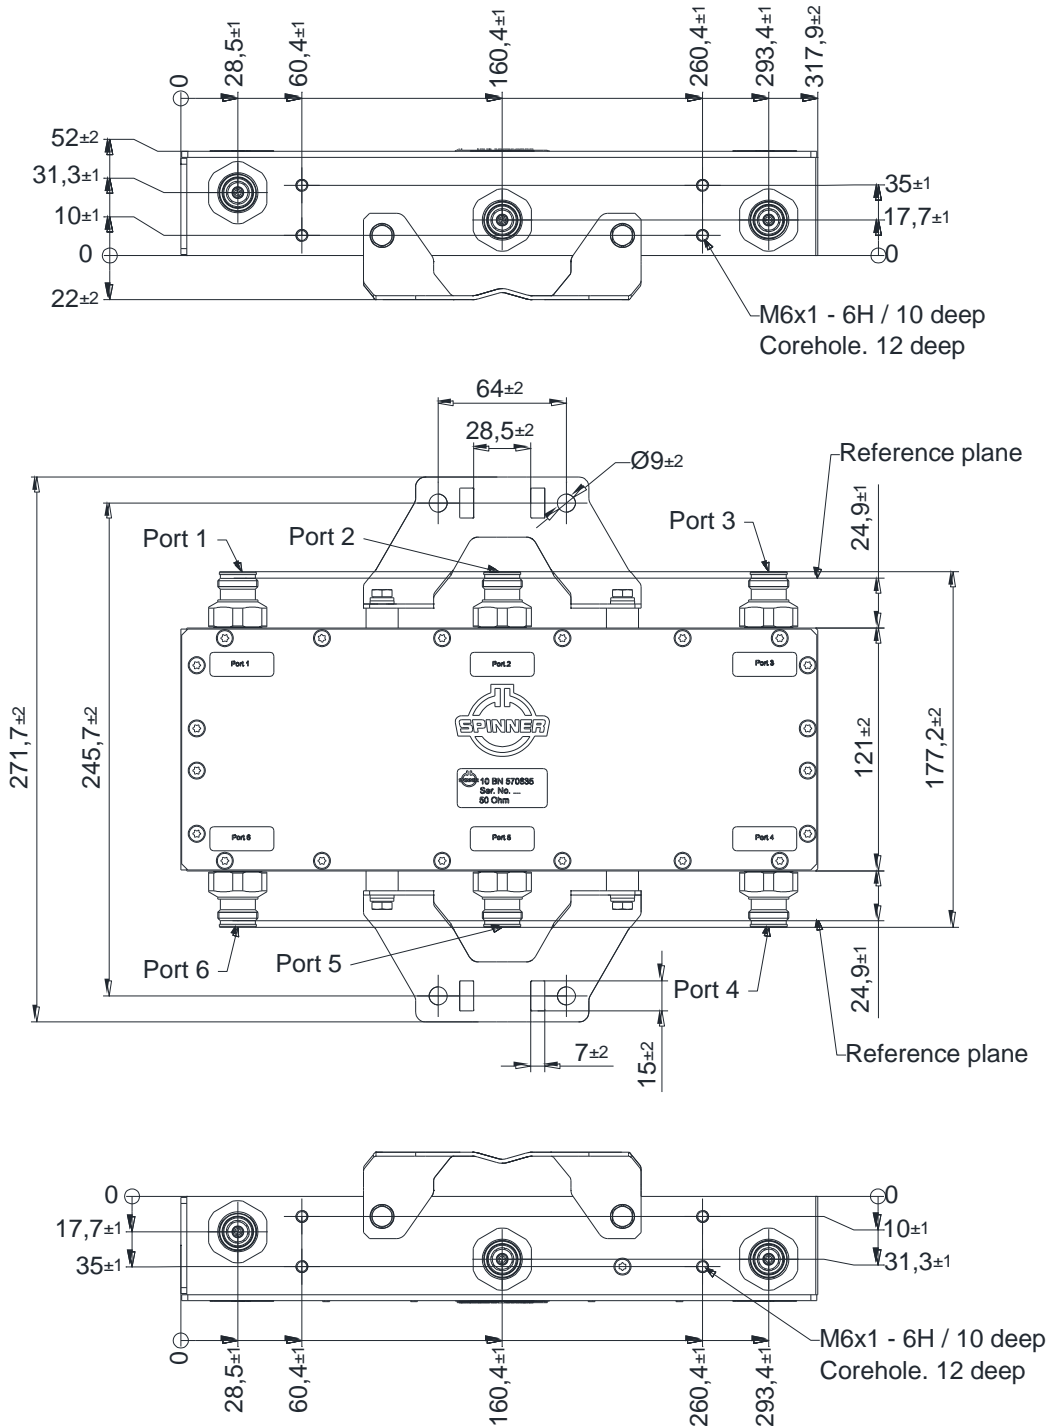 0
28,5±1
60,4±1
160,4±1
260,4±1
293,4±1
317,9±2
52±2
31,3±1
10±1
0
22±2
35±1
17,7±1
0
M6x1 - 6H / 10 deep
Corehole. 12 deep
64±2
28,5±2
Ø9±2
Reference plane
24,9±1
Port 1
Port 2
Port 3
271,7±2
245,7±2
Port 1
Port 2
Port 3
SPINNER
121±2
177,2±2
SPINNER
10 BN 570635
Ser. No. __
50 Ohm
Port 6
Port 5
Port 4
Port 6
Port 5
Port 4
24,9±1
7±2
15±2
Reference plane
0
17,7±1
35±1
0
10±1
31,3±1
M6x1 - 6H / 10 deep
Corehole. 12 deep
0
28,5±1
60,4±1
160,4±1
260,4±1
293,4±1